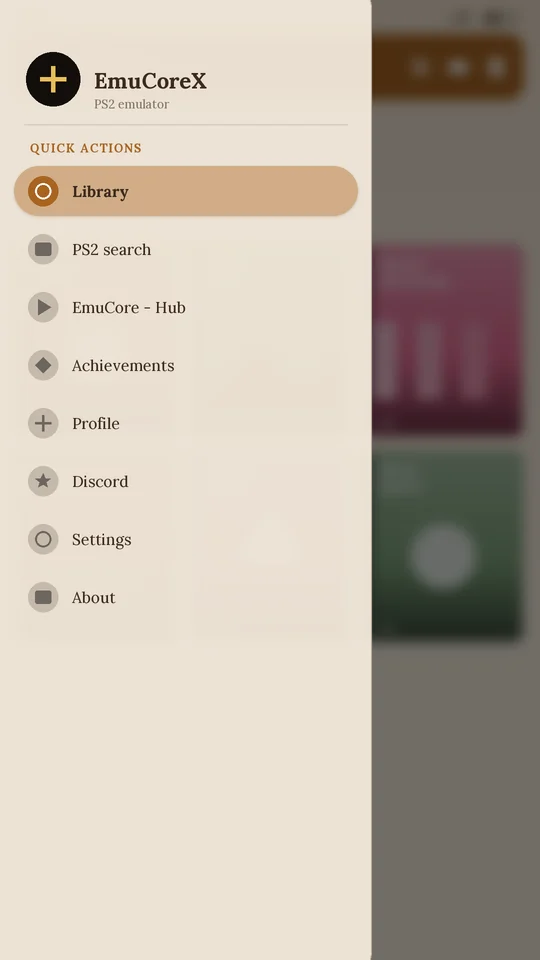 EmuCoreX
PS2 emulator
QUICK ACTIONS
Library
PS2 search
EmuCore - Hub
Achievements
Profile
Discord
Settings
About